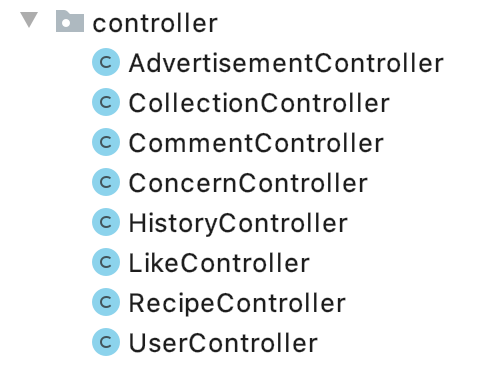 controller
C AdvertisementController
C CollectionController
C CommentController
C ConcernController
C HistoryController
C LikeController
C RecipeController
C UserController